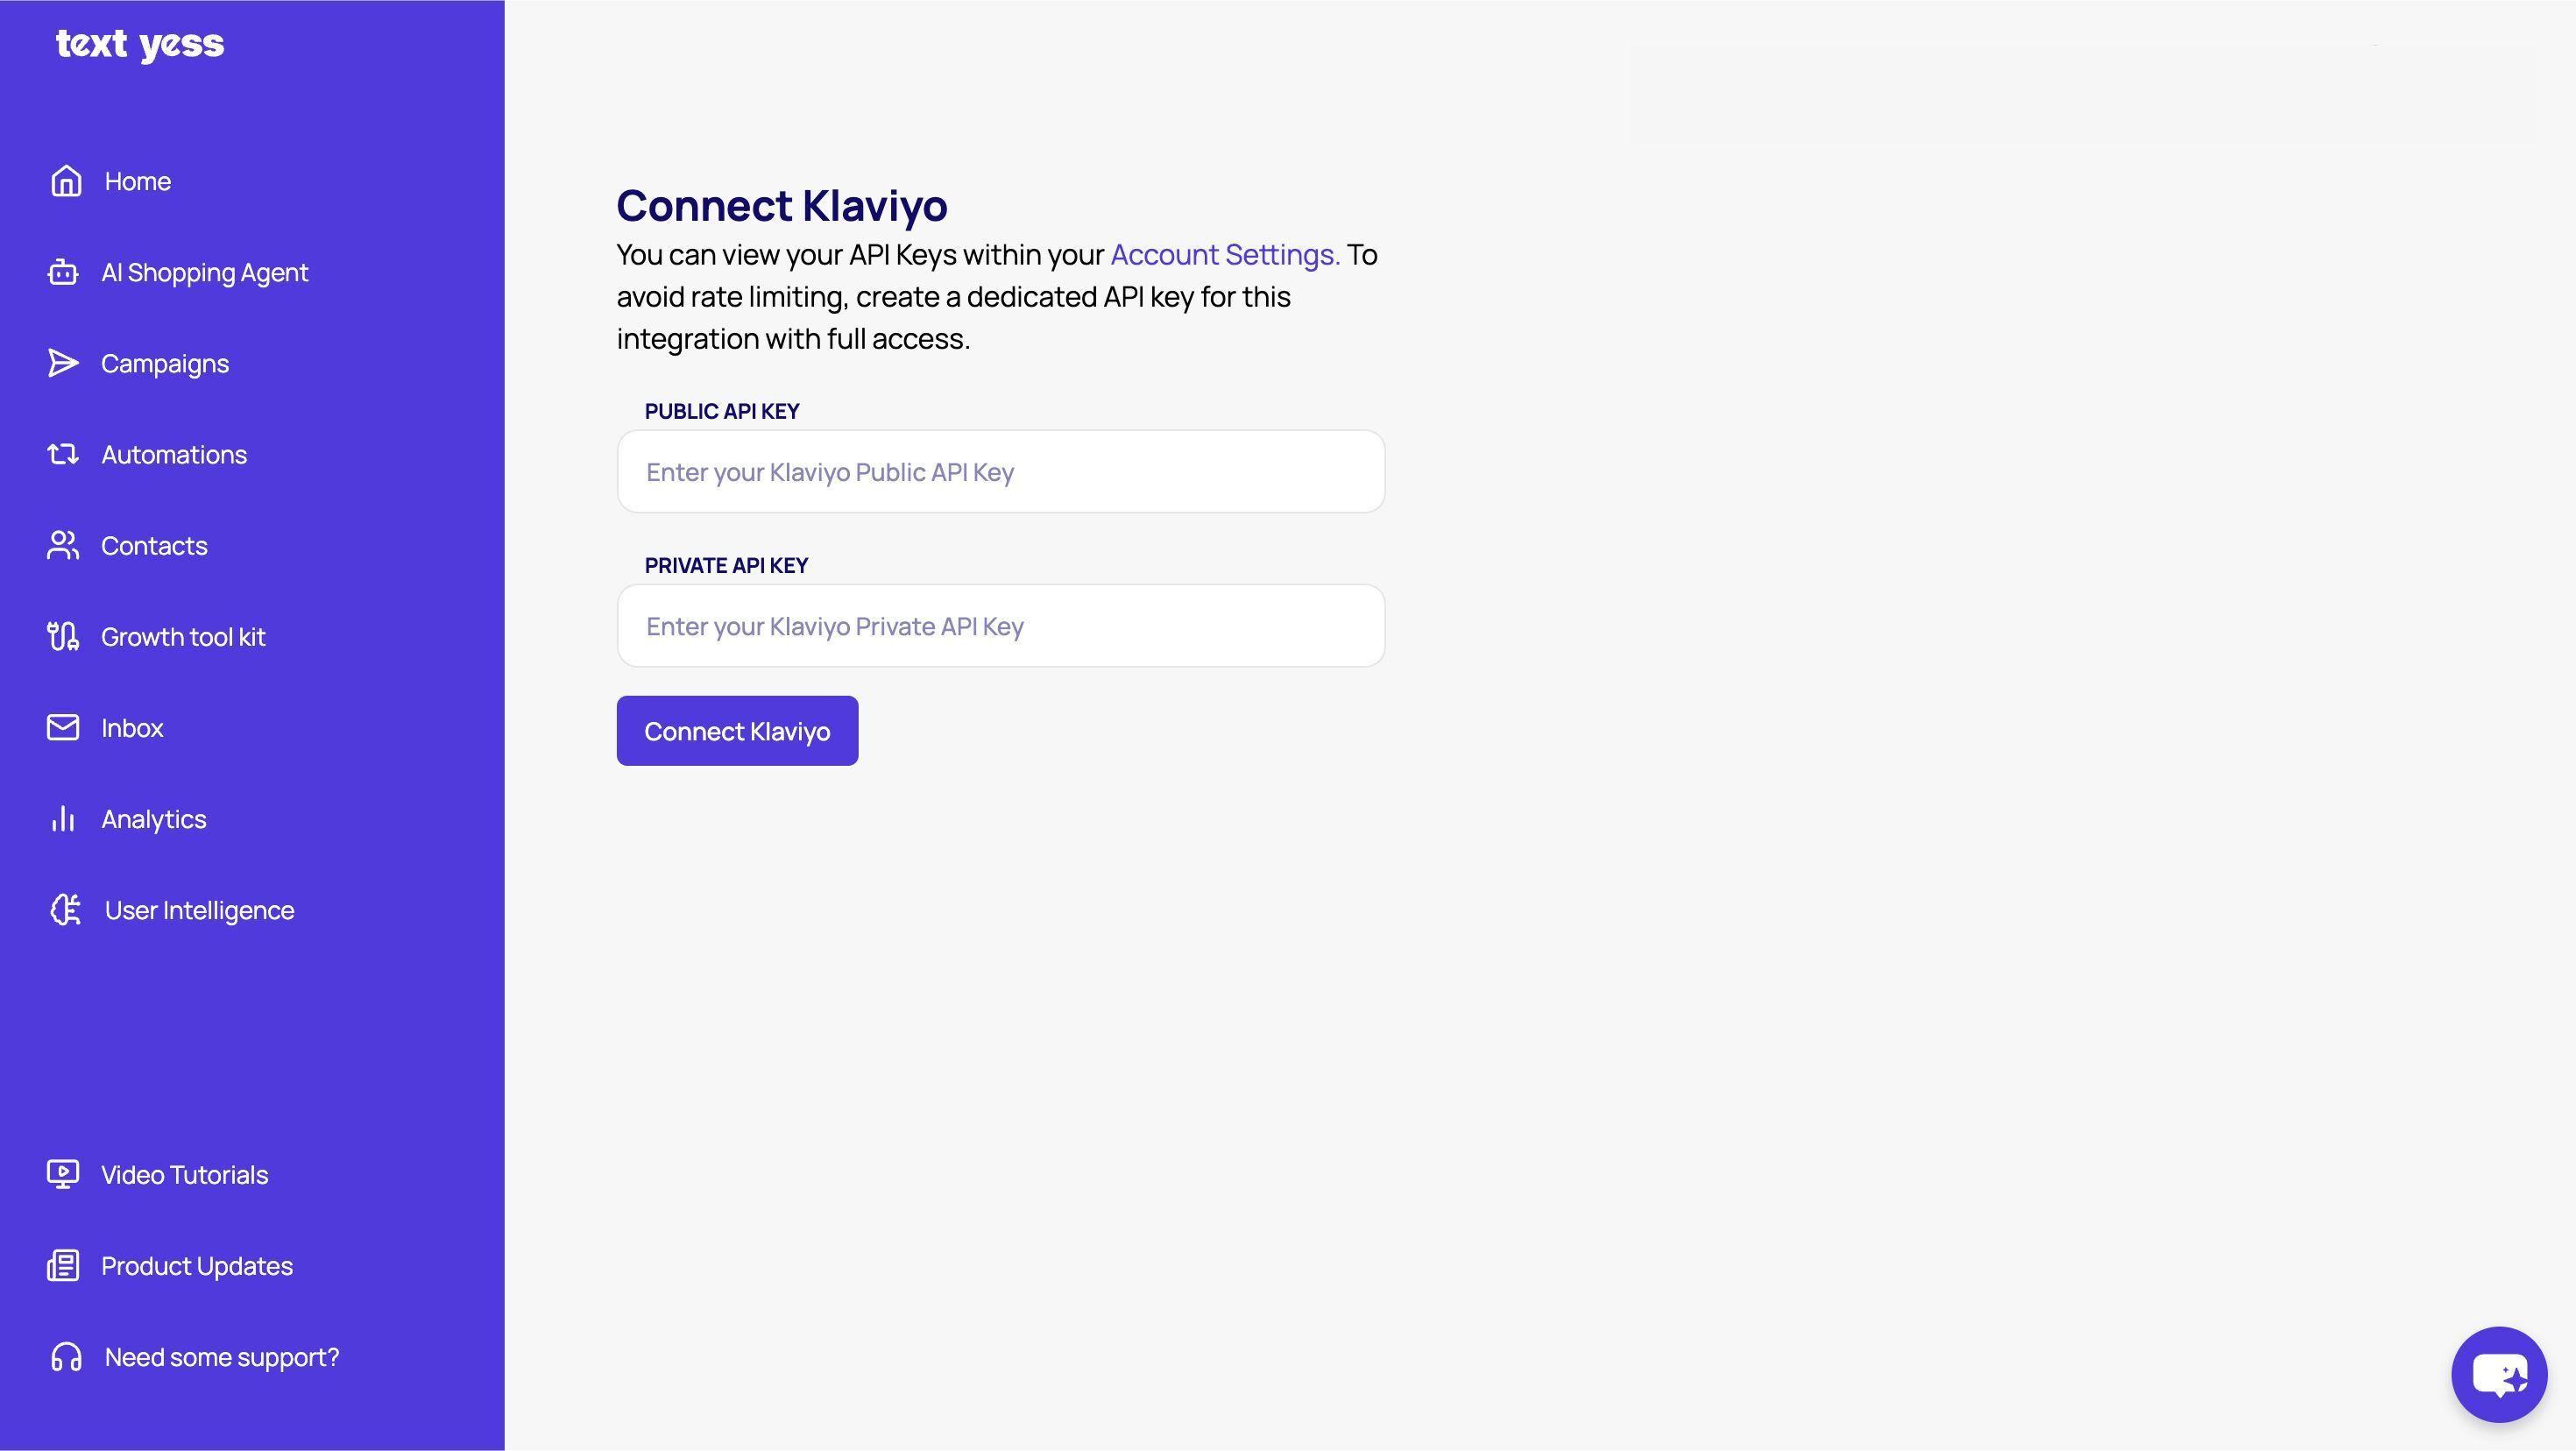 text yess
Home
AI Shopping Agent
Campaigns
Automations
Contacts
Growth tool kit
Inbox
Analytics
User Intelligence
Video Tutorials
Product Updates
Need some support?
Connect Klaviyo
You can view your API Keys within your Account Settings. To
avoid rate limiting, create a dedicated API key for this
integration with full access.
PUBLIC API KEY
Enter your Klaviyo Public API Key
PRIVATE API KEY
Enter your Klaviyo Private API Key
Connect Klaviyo